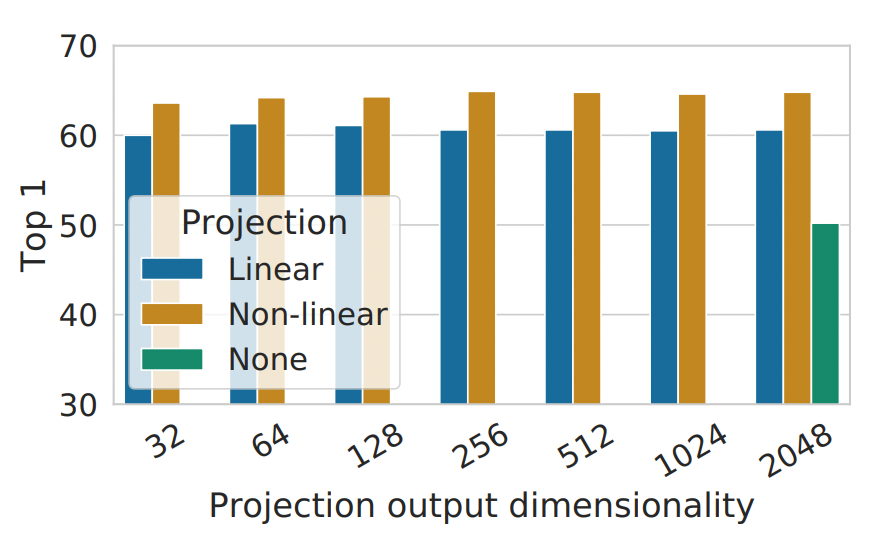 70
60
50
40
30
Top 1
Projection
Linear
Non-linear
None
32 64 128 256 512 1024 2048
Projection output dimensionality